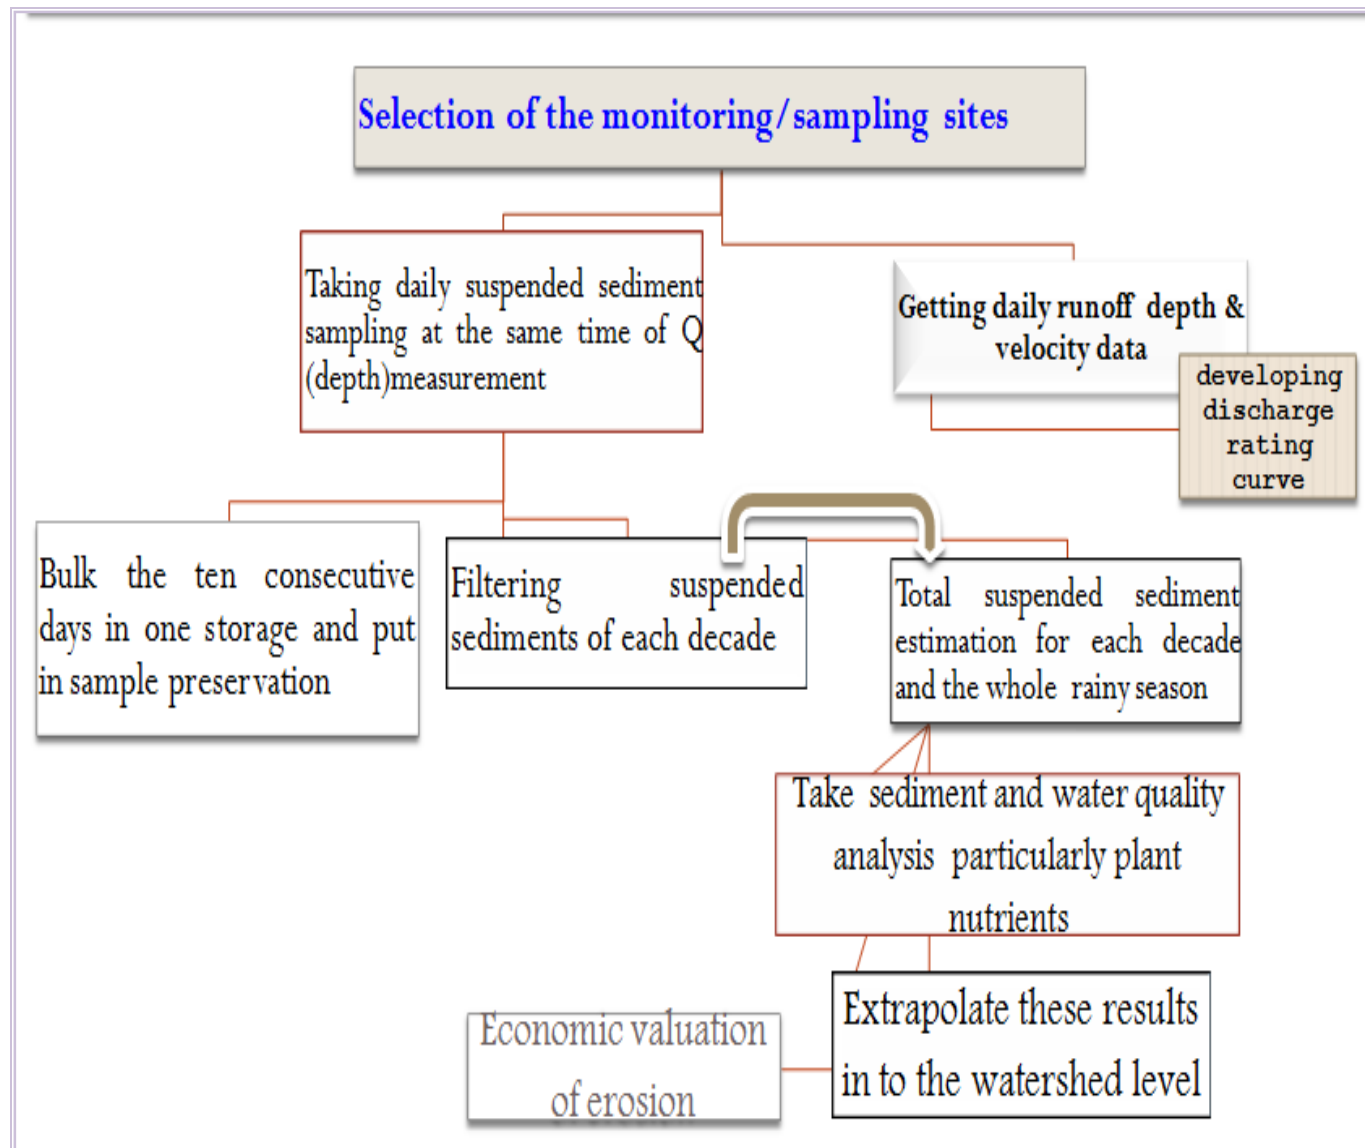 Selection of the monitoring/sampling sites
Taking daily suspended sediment
sampling at the same time of Q
(depth)measurement
Getting daily runoff depth &
velocity data
developing
discharge
rating
curve
Bulk the ten consecutive
days in one storage and put
in sample preservation
Filtering suspended
sediments of each decade
Total suspended sediment
estimation for each decade
and the whole rainy season
Take sediment and water quality
analysis particularly plant
nutrients
Extrapolate these results
in to the watershed level
Economic valuation
of erosion